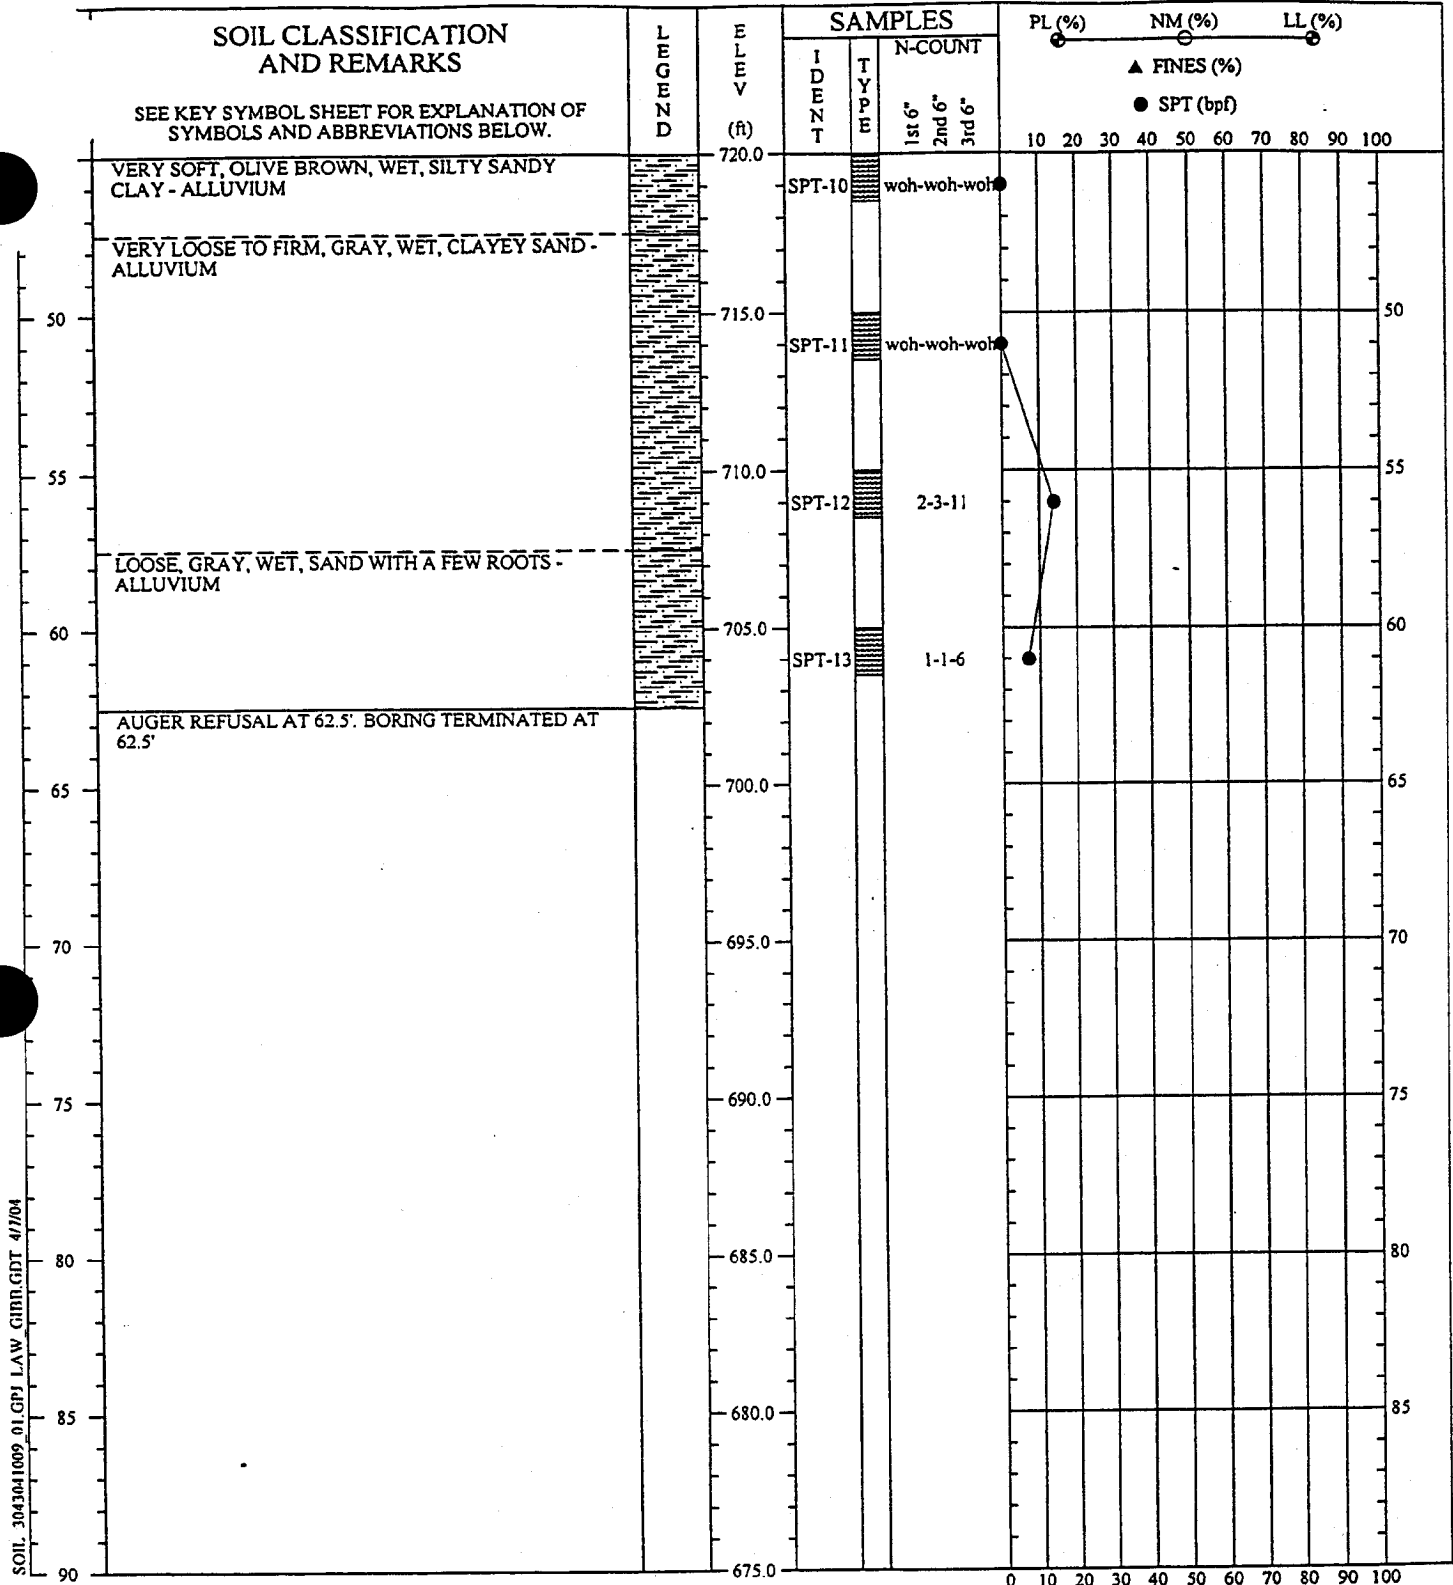 SOIL CLASSIFICATION
AND REMARKS
SEE KEY SYMBOL SHEET FOR EXPLANATION OF
SYMBOLS AND ABBREVIATIONS BELOW.
LEGEND
ELEV
(ft)
SAMPLES
IDENT
TYPE
N-COUNT
1st 6"
2nd 6"
3rd 6"
PL (%) NM (%) LL (%)
▲ FINES (%)
● SPT (bpf)
10 20 30 40 50 60 70 80 90 100
VERY SOFT, OLIVE BROWN, WET, SILTY SANDY
CLAY - ALLUVIUM
720.0
SPT-10 woh-woh-woh
VERY LOOSE TO FIRM, GRAY, WET, CLAYEY SAND -
ALLUVIUM
50 715.0 50
SPT-11 woh-woh-woh
55 710.0 55
SPT-12 2-3-11
LOOSE, GRAY, WET, SAND WITH A FEW ROOTS -
ALLUVIUM
60 705.0 60
SPT-13 1-1-6
AUGER REFUSAL AT 62.5'. BORING TERMINATED AT
62.5'
65 700.0 65
70 695.0 70
75 690.0 75
80 685.0 80
85 680.0 85
90 675.0
0 10 20 30 40 50 60 70 80 90 100
SOIL 3043041009_01.GPJ LAW_GIBB.GDT 4/7/04